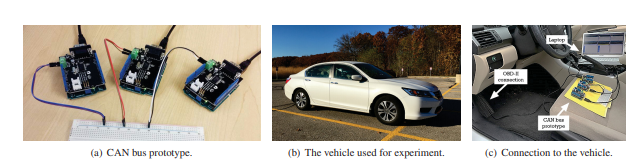 Laptop
OBD-II
connection
CAN bus
prototype
(a) CAN bus prototype.
(b) The vehicle used for experiment.
(c) Connection to the vehicle.